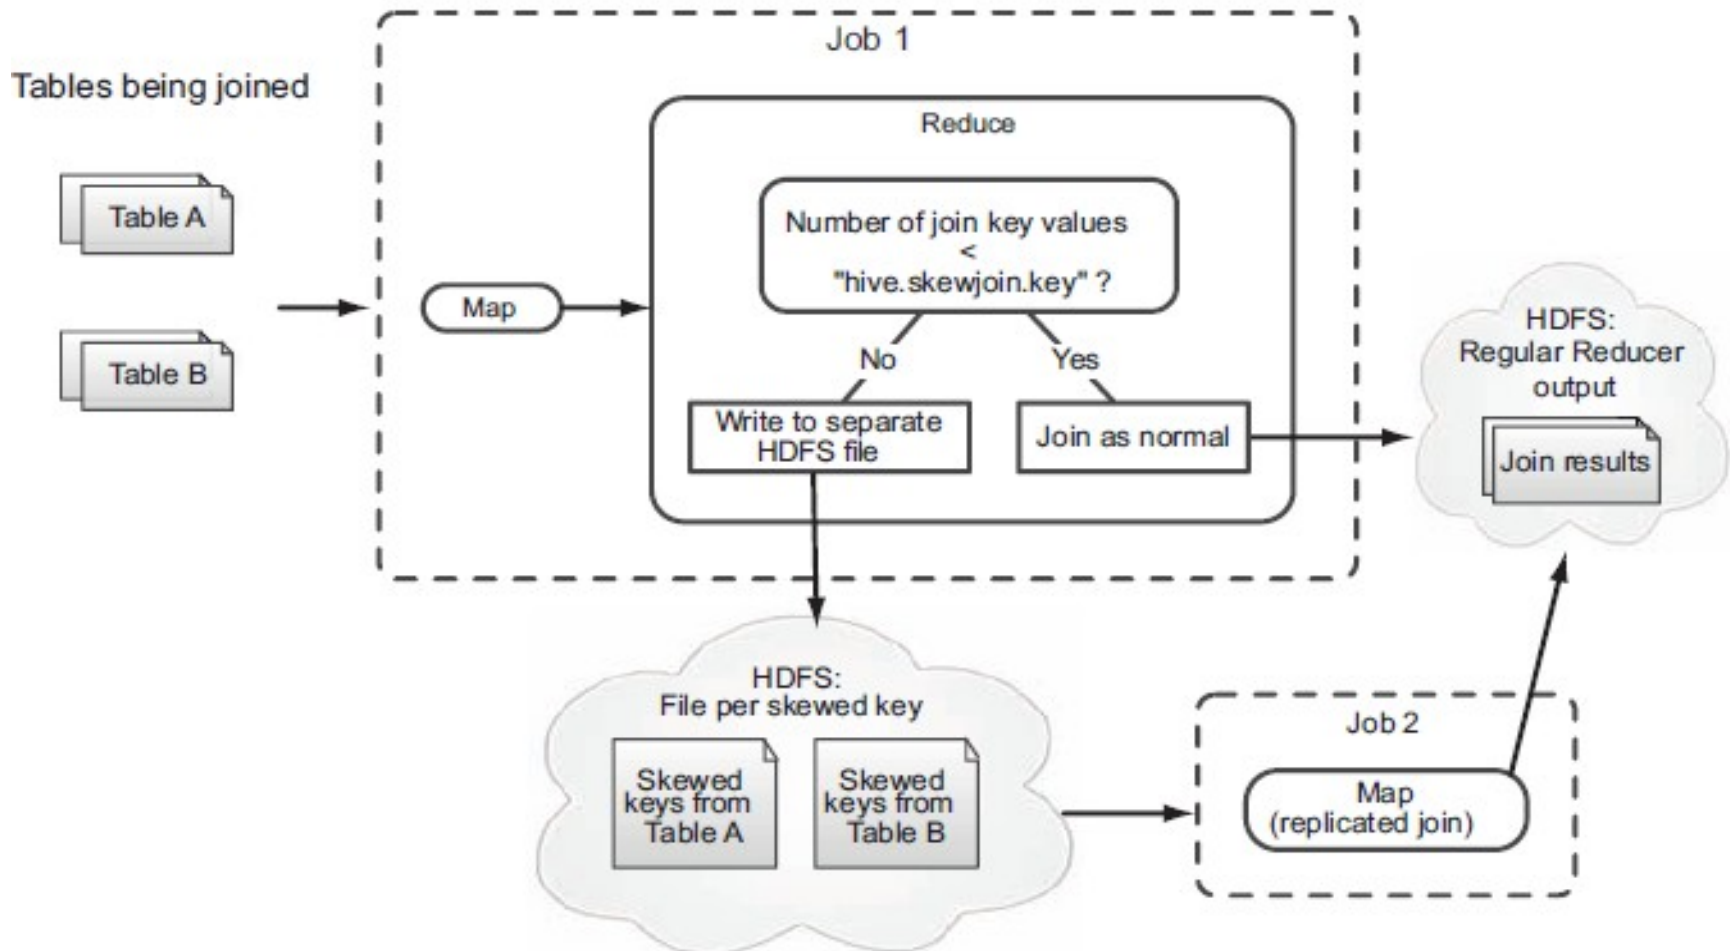 Job 1
Tables being joined
Table A
Table B
Map
Reduce
Number of join key values
<
"hive.skewjoin.key" ?
No
Yes
Write to separate
HDFS file
Join as normal
HDFS:
Regular Reducer
output
Join results
HDFS:
File per skewed key
Skewed
keys from
Table A
Skewed
keys from
Table B
Job 2
Map
(replicated join)